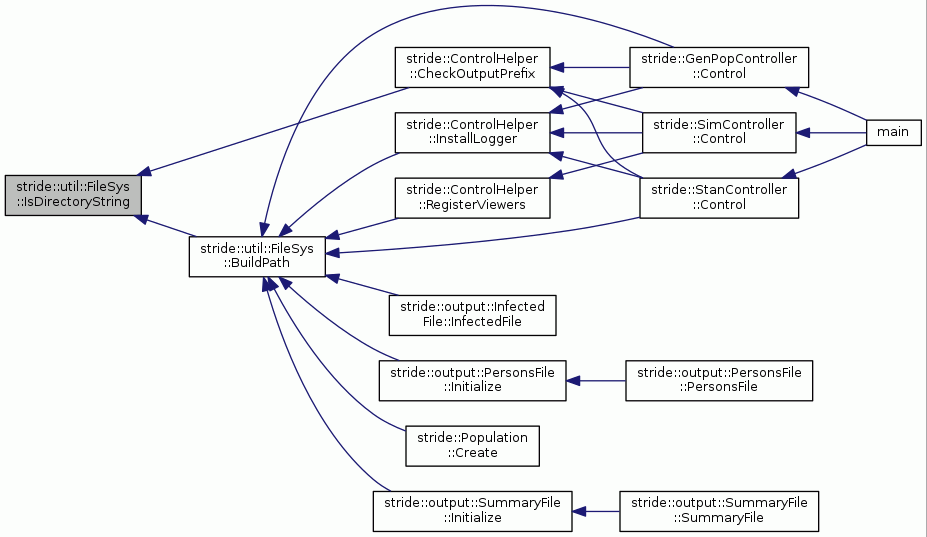 stride::util::FileSys
::IsDirectoryString
stride::util::FileSys
::BuildPath
stride::ControlHelper
::CheckOutputPrefix
stride::ControlHelper
::InstallLogger
stride::ControlHelper
::RegisterViewers
stride::output::Infected
File::InfectedFile
stride::output::PersonsFile
::Initialize
stride::Population
::Create
stride::output::SummaryFile
::Initialize
stride::GenPopController
::Control
stride::SimController
::Control
stride::StanController
::Control
stride::output::PersonsFile
::PersonsFile
stride::output::SummaryFile
::SummaryFile
main